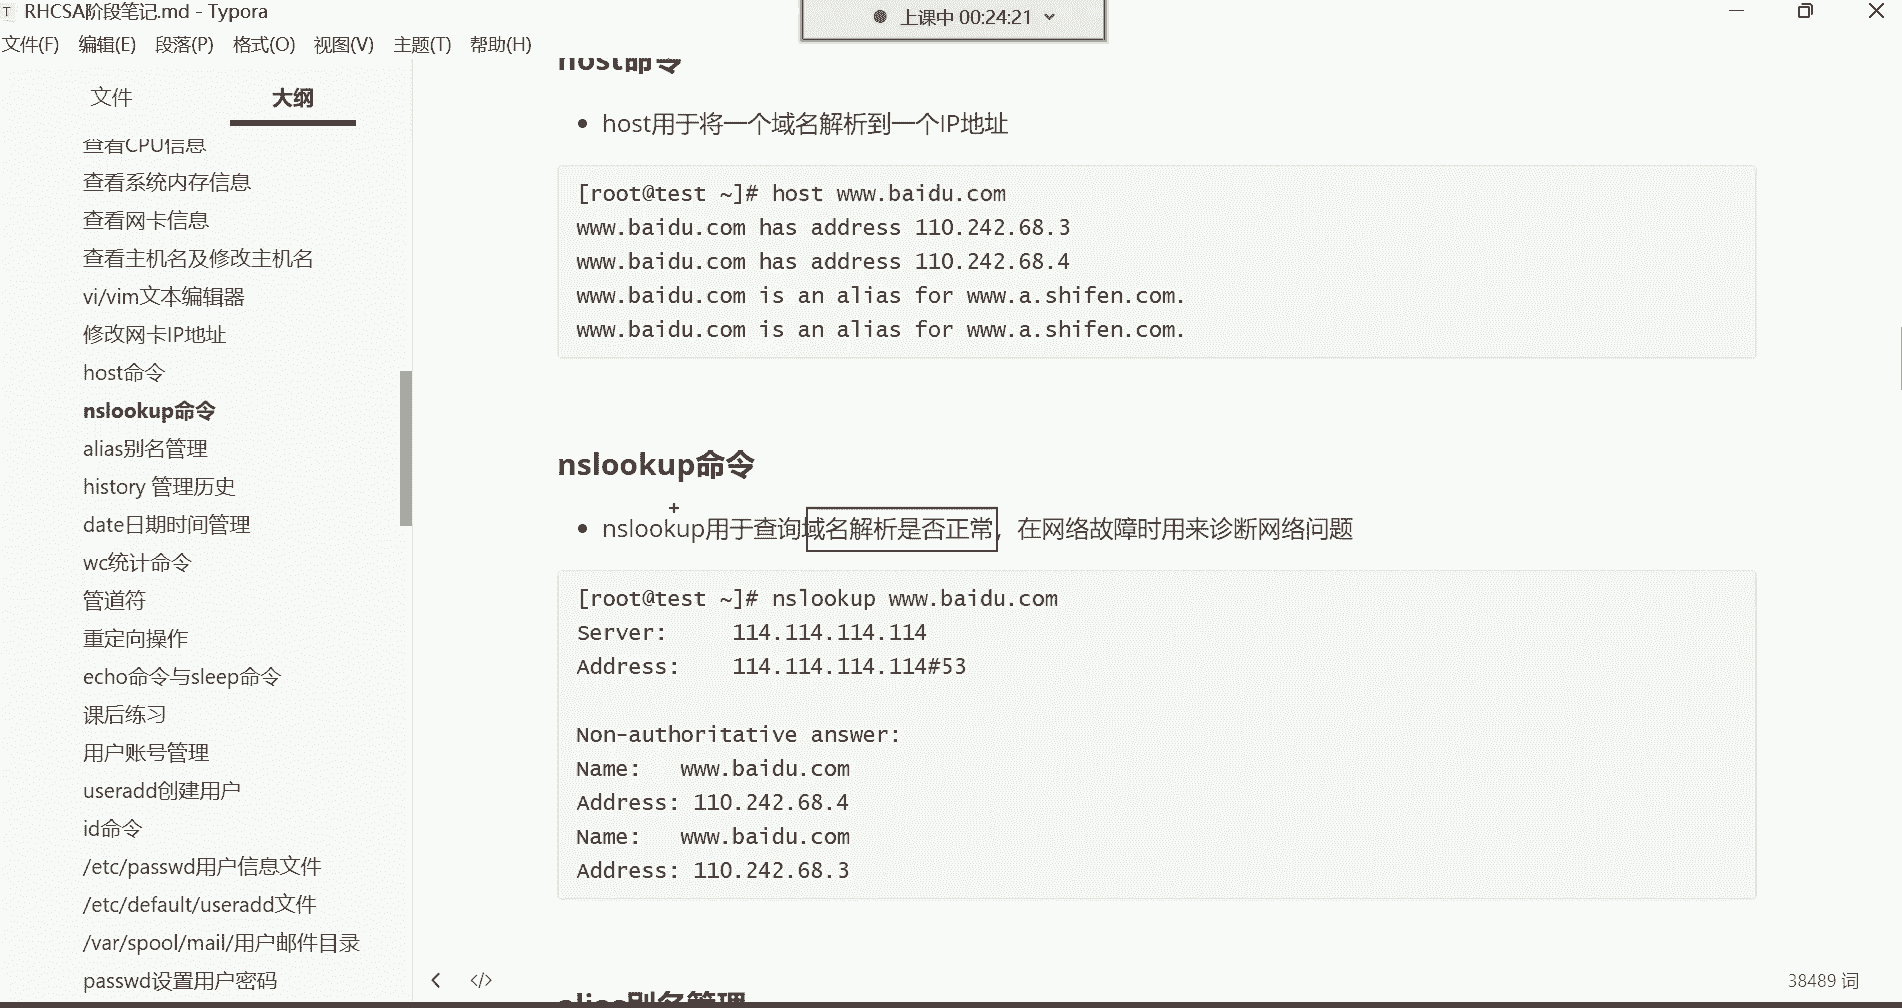 RHCSA阶段笔记.md - Typora
上课中 00:24:21
文件(F) 编辑(E) 段落(P) 格式(O) 视图(V) 主题(T) 帮助(H)
文件 大纲
查看CPU信息
查看系统内存信息
查看网卡信息
查看主机名及修改主机名
vi/vim文本编辑器
修改网卡IP地址
host命令
nslookup命令
alias别名管理
history 管理历史
date日期时间管理
wc统计命令
管道符
重定向操作
echo命令与sleep命令
课后练习
用户账号管理
useradd创建用户
id命令
/etc/passwd用户信息文件
/etc/default/useradd文件
/var/spool/mail/用户邮件目录
passwd设置用户密码
host命令
host用于将一个域名解析到一个IP地址
[root@test ~]# host www.baidu.com
www.baidu.com has address 110.242.68.3
www.baidu.com has address 110.242.68.4
www.baidu.com is an alias for www.a.shifen.com.
www.baidu.com is an alias for www.a.shifen.com.
nslookup命令
nslookup用于查询域名解析是否正常，在网络故障时用来诊断网络问题
[root@test ~]# nslookup www.baidu.com
Server: 114.114.114.114
Address: 114.114.114.114#53
Non-authoritative answer:
Name: www.baidu.com
Address: 110.242.68.4
Name: www.baidu.com
Address: 110.242.68.3
alias别名管理
38489 词